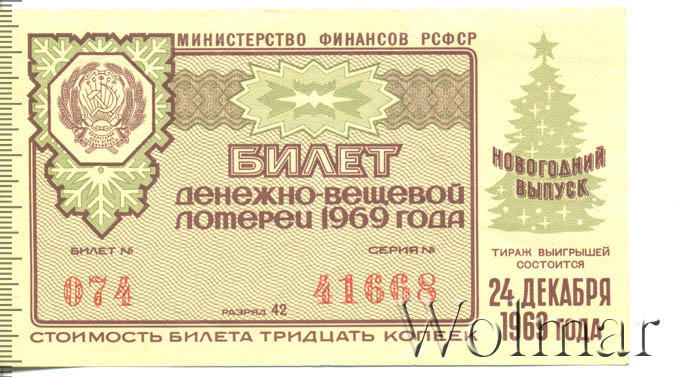 МИНИСТЕРСТВО ФИНАНСОВ РСФСР
БИЛЕТ
ДЕНЕЖНО-ВЕЩЕВОЙ
ЛОТЕРЕИ 1969 ГОДА
БИЛЕТ № СЕРИЯ №
074 41668
РАЗРЯД 42
СТОИМОСТЬ БИЛЕТА ТРИДЦАТЬ КОПЕЕК
НОВОГОДНИЙ
ВЫПУСК
ТИРАЖ ВЫИГРЫШЕЙ
СОСТОИТСЯ
24 ДЕКАБРЯ
1969 ГОДА
Wolmar